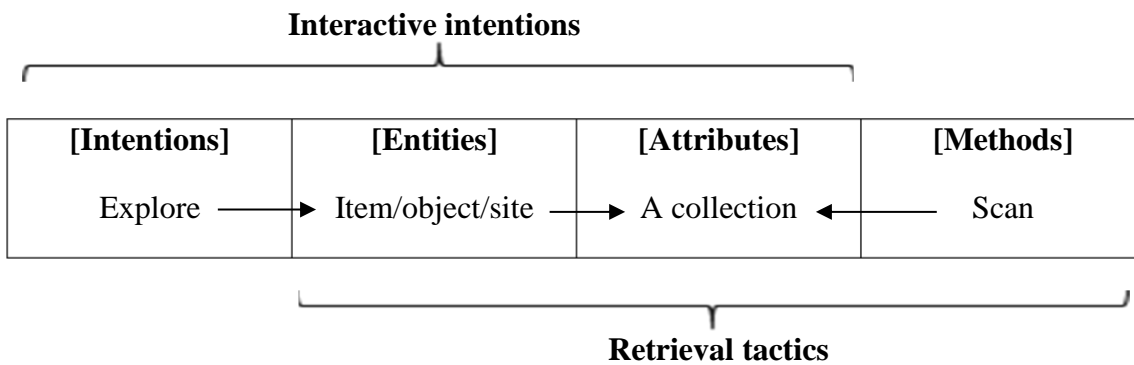 Interactive intentions
[Intentions] [Entities] [Attributes] [Methods]
Explore Item/object/site A collection Scan
Retrieval tactics